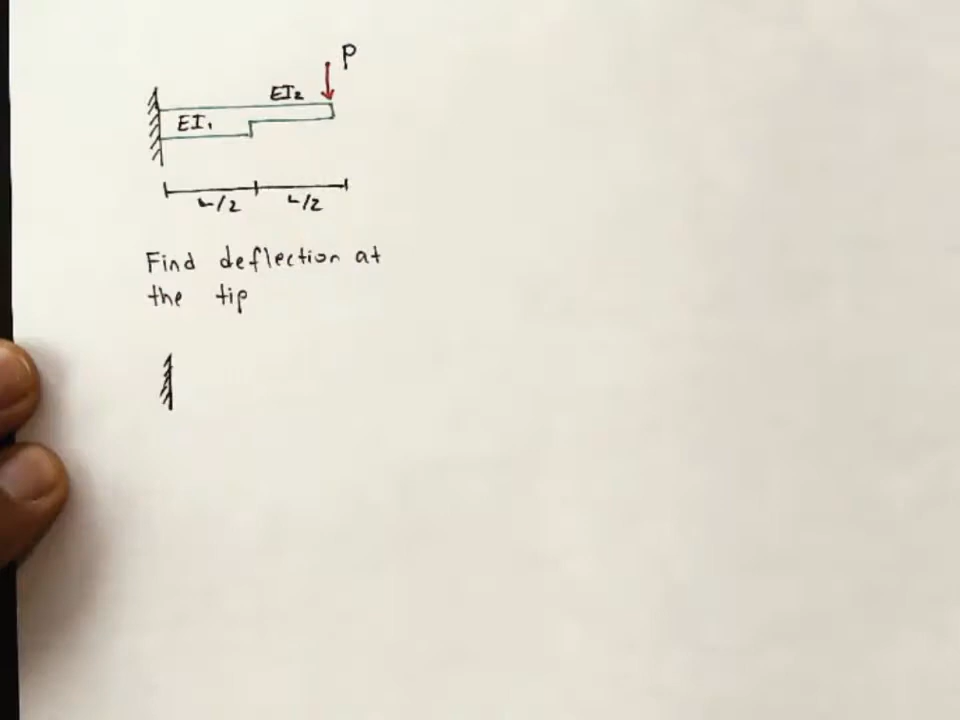 P
EI₂
EI₁
L/2 L/2
Find deflection at
the tip